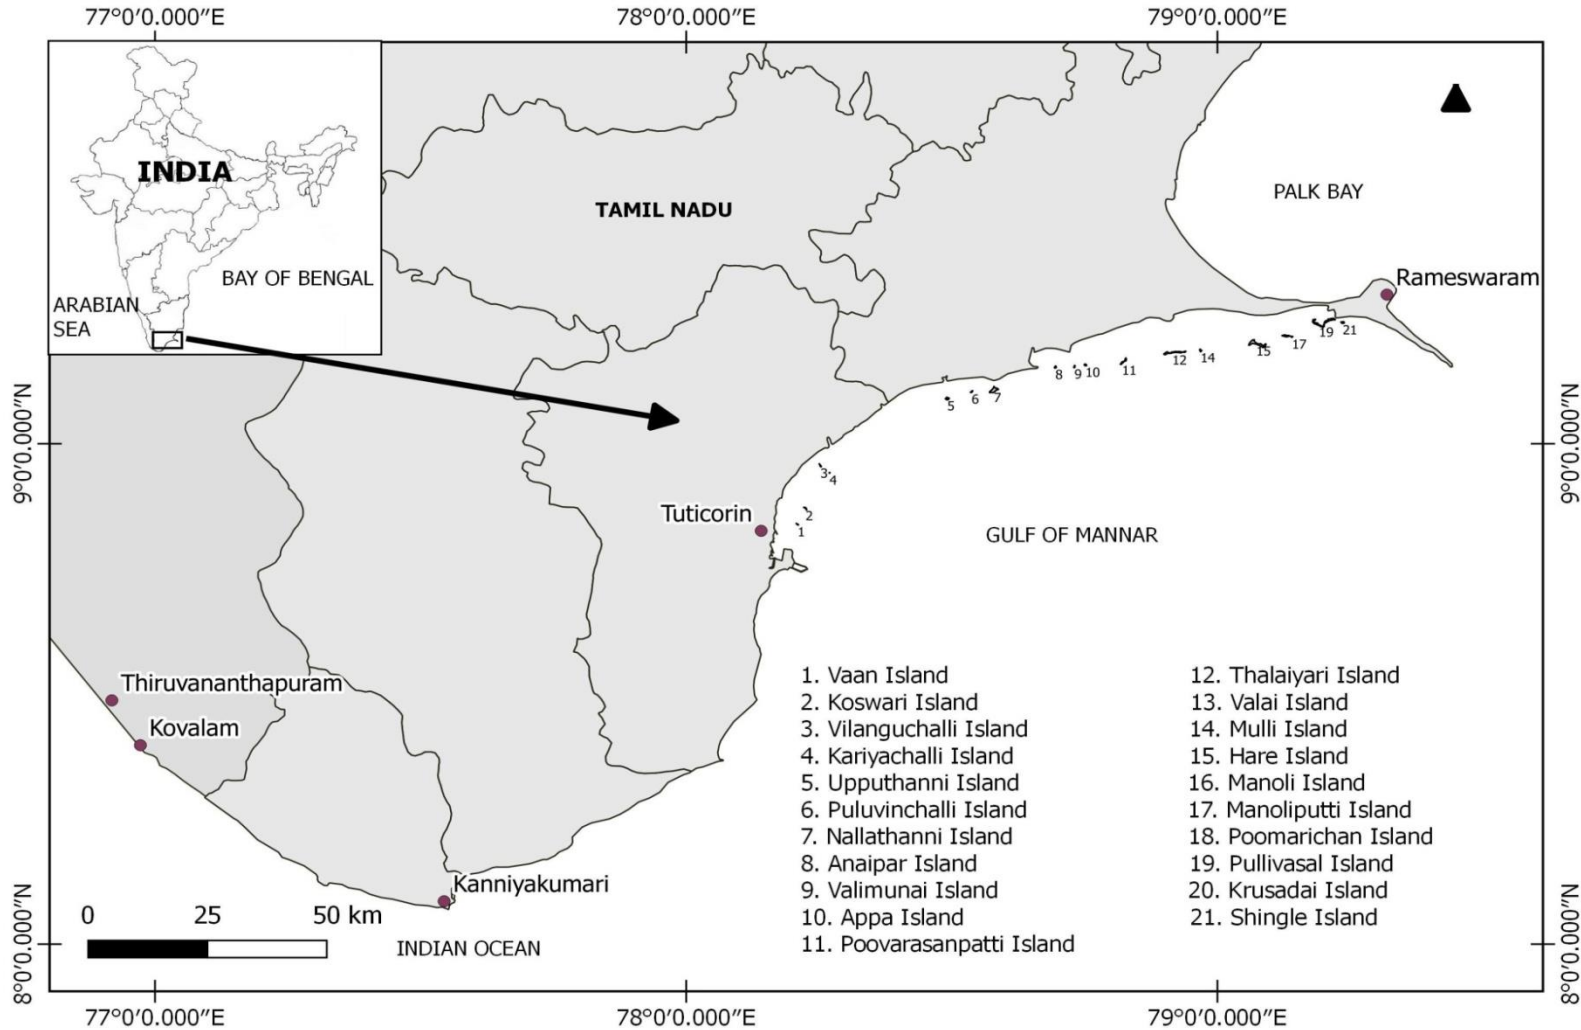 77°0'0.000"E 78°0'0.000"E 79°0'0.000"E
INDIA
BAY OF BENGAL
ARABIAN
SEA
TAMIL NADU
PALK BAY
Rameswaram
19 21
17
15
14
12
11
10
9
8
7
6
5
9°0'0.000"N
9°0'0.000"N
3
4
Tuticorin
2
1
GULF OF MANNAR
Thiruvananthapuram
Kovalam
Kanniyakumari
1. Vaan Island
2. Koswari Island
3. Vilanguchalli Island
4. Kariyachalli Island
5. Upputhanni Island
6. Puluvinchalli Island
7. Nallathanni Island
8. Anaipar Island
9. Valimunai Island
10. Appa Island
11. Poovarasanpatti Island
12. Thalaiyari Island
13. Valai Island
14. Mulli Island
15. Hare Island
16. Manoli Island
17. Manoliputti Island
18. Poomarichan Island
19. Pullivasal Island
20. Krusadai Island
21. Shingle Island
0 25 50 km
INDIAN OCEAN
8°0'0.000"N
8°0'0.000"N
77°0'0.000"E 78°0'0.000"E 79°0'0.000"E